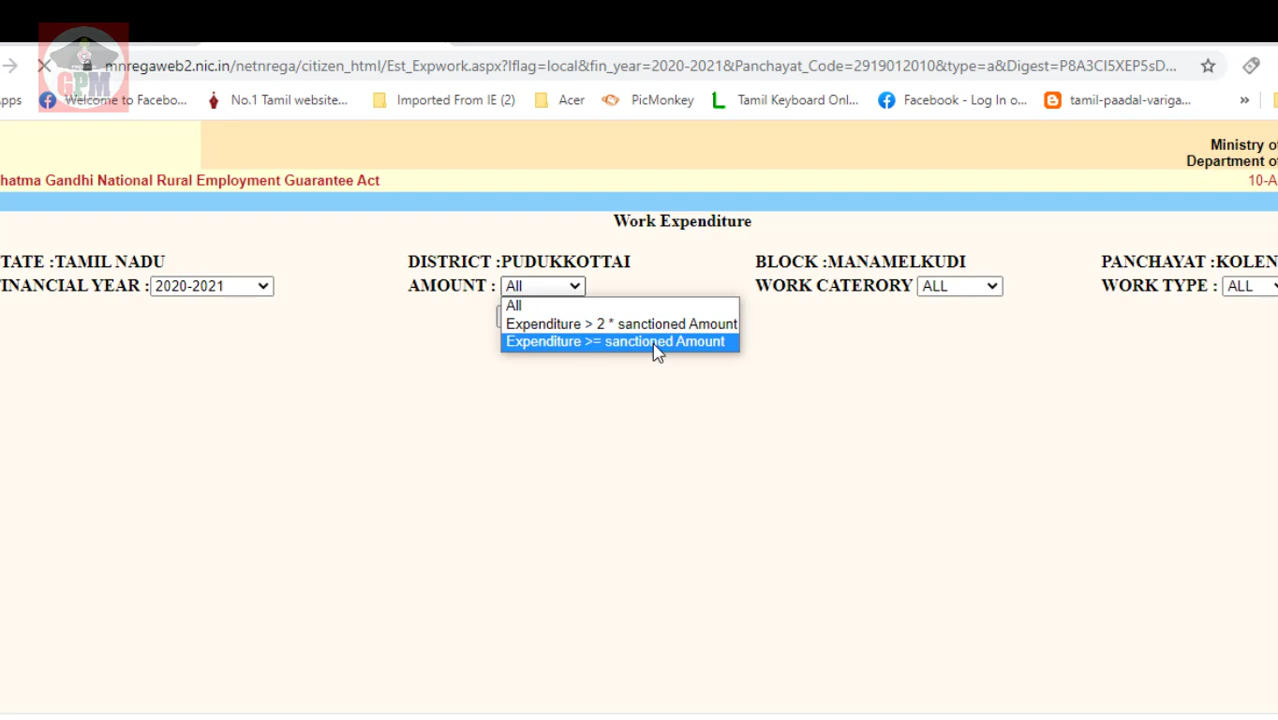 GPM
mnregaweb2.nic.in/netnrega/citizen_html/Est_Expwork.aspx?lflag=local&fin_year=2020-2021&Panchayat_Code=2919012010&type=a&Digest=P8A3CI5XEP5sD...
pps Welcome to Facebo... No.1 Tamil website... Imported From IE (2) Acer PicMonkey Tamil Keyboard Onl... Facebook - Log In o... tamil-paadal-variga... »
Ministry o
Department of
hatma Gandhi National Rural Employment Guarantee Act 10-A
Work Expenditure
TATE :TAMIL NADU DISTRICT :PUDUKKOTTAI BLOCK :MANAMELKUDI PANCHAYAT :KOLEN
INANCIAL YEAR : 2020-2021 AMOUNT : All WORK CATERORY ALL WORK TYPE : ALL
All
Expenditure > 2 * sanctioned Amount
Expenditure >= sanctioned Amount